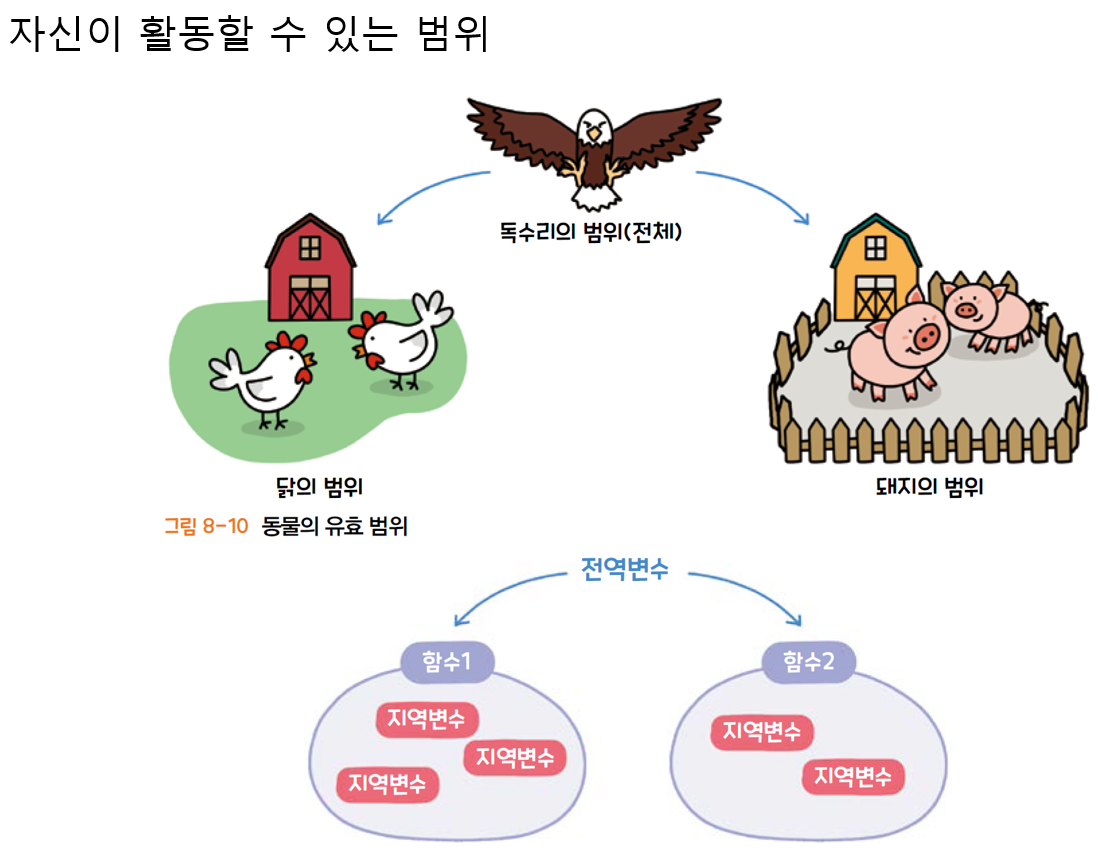 자신이 활동할 수 있는 범위
독수리의 범위(전체)
닭의 범위
돼지의 범위
그림 8-10 동물의 유효 범위
전역변수
함수1
함수2
지역변수
지역변수
지역변수
지역변수
지역변수